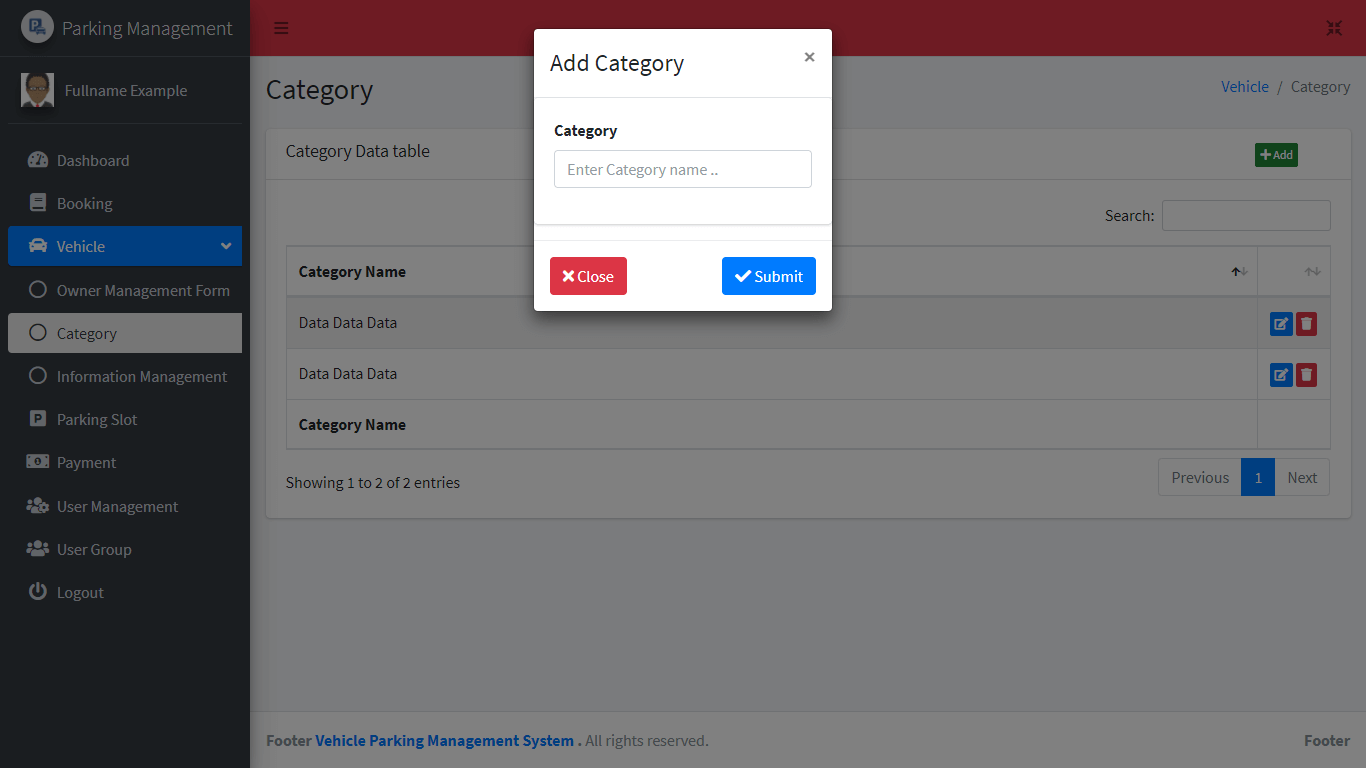 Parking Management
Fullname Example
Dashboard
Booking
Vehicle
Owner Management Form
Category
Information Management
Parking Slot
Payment
User Management
User Group
Logout
Category
Vehicle / Category
Category Data table
Add
Search:
Category Name
Data Data Data
Data Data Data
Category Name
Showing 1 to 2 of 2 entries
Previous 1 Next
Add Category ×
Category
Enter Category name ..
Close Submit
Footer Vehicle Parking Management System . All rights reserved. Footer